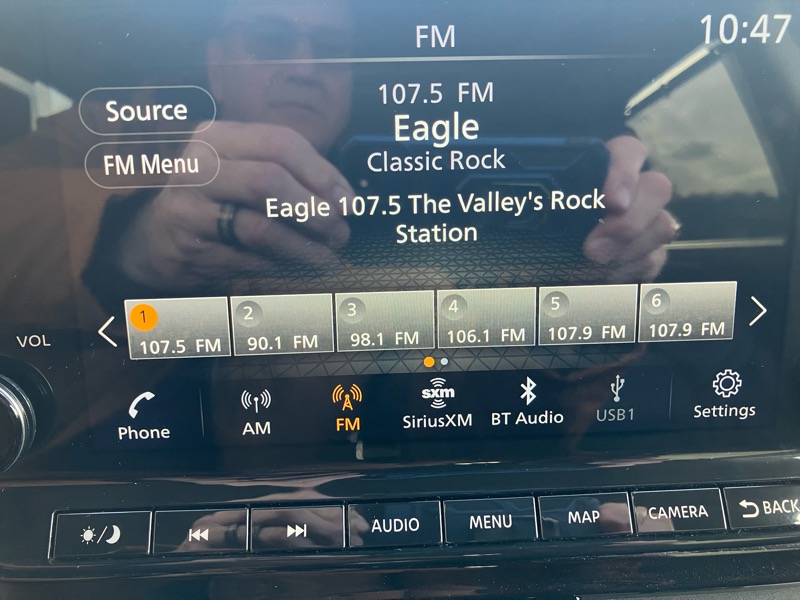 FM
10:47
Source
107.5 FM
Eagle
FM Menu
Classic Rock
Eagle 107.5 The Valley's Rock
Station
VOL
1
107.5 FM
2
90.1 FM
3
98.1 FM
4
106.1 FM
5
107.9 FM
6
107.9 FM
Phone
AM
FM
sxm
SiriusXM
BT Audio
USB1
Settings
AUDIO
MENU
MAP
CAMERA
BACK